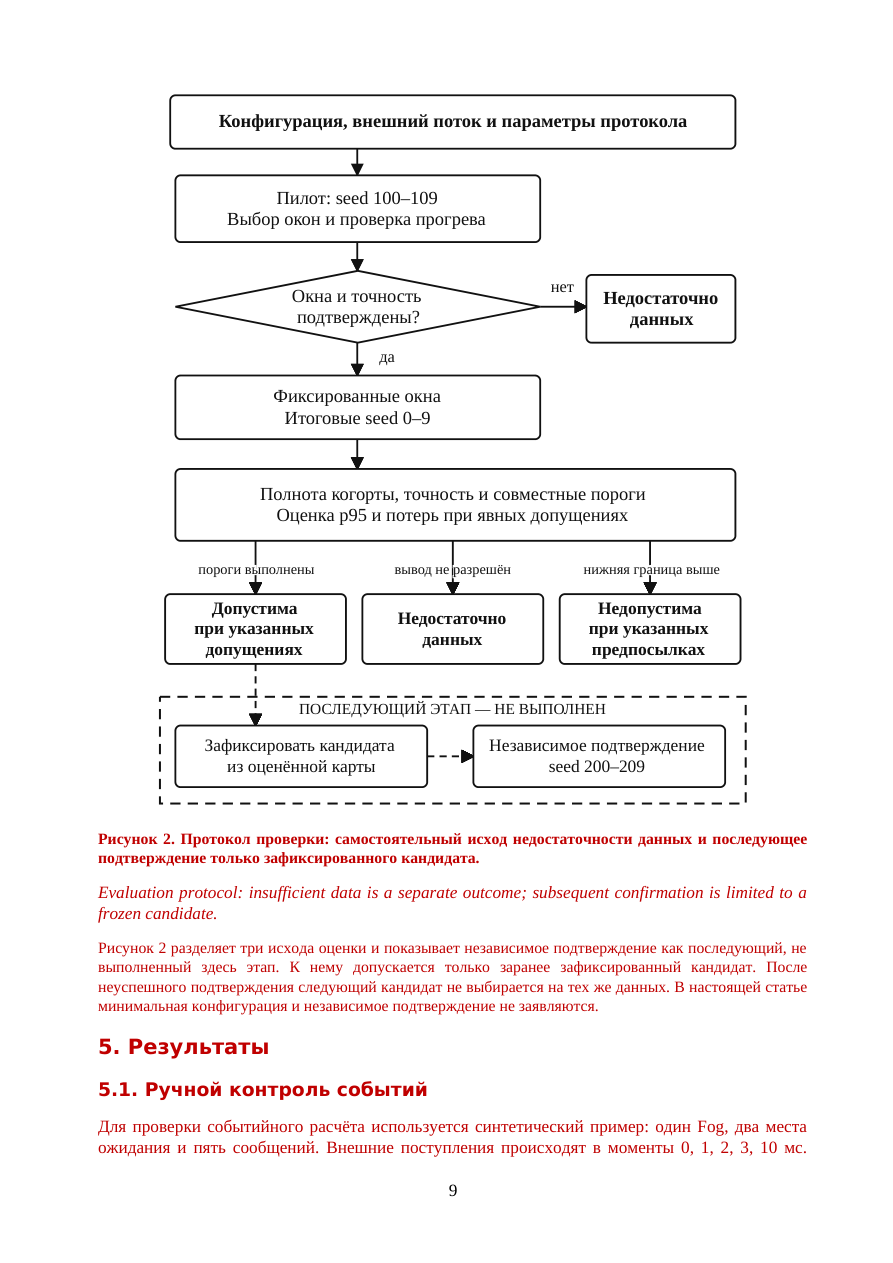 Конфигурация, внешний поток и параметры протокола
Пилот: seed 100–109
Выбор окон и проверка прогрева
Окна и точность
подтверждены?
нет
Недостаточно
данных
да
Фиксированные окна
Итоговые seed 0–9
Полнота когорты, точность и совместные пороги
Оценка p95 и потерь при явных допущениях
пороги выполнены
вывод не разрешён
нижняя граница выше
Допустима
при указанных
допущениях
Недостаточно
данных
Недопустима
при указанных
предпосылках
ПОСЛЕДУЮЩИЙ ЭТАП — НЕ ВЫПОЛНЕН
Зафиксировать кандидата
из оценённой карты
Независимое подтверждение
seed 200–209
Рисунок 2. Протокол проверки: самостоятельный исход недостаточности данных и последующее
подтверждение только зафиксированного кандидата.
Evaluation protocol: insufficient data is a separate outcome; subsequent confirmation is limited to a
frozen candidate.
Рисунок 2 разделяет три исхода оценки и показывает независимое подтверждение как последующий, не
выполненный здесь этап. К нему допускается только заранее зафиксированный кандидат. После
неуспешного подтверждения следующий кандидат не выбирается на тех же данных. В настоящей статье
минимальная конфигурация и независимое подтверждение не заявляются.
5. Результаты
5.1. Ручной контроль событий
Для проверки событийного расчёта используется синтетический пример: один Fog, два места
ожидания и пять сообщений. Внешние поступления происходят в моменты 0, 1, 2, 3, 10 мс.
9